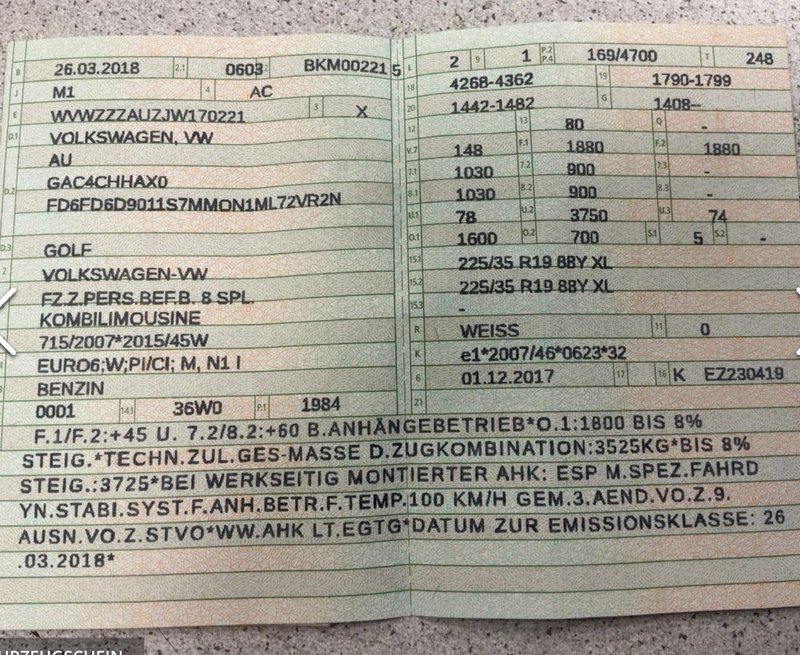 B 26.03.2018 2.1 0603 2.2 BKM00221 5
J M1 4 AC
E WVWZZZAUZJW170221 3 X
D.1 VOLKSWAGEN, VW
AU
D.2 GAC4CHHAX0
FD6FD6D9011S7MMON1ML72VR2N
D.3 GOLF
2 VOLKSWAGEN-VW
FZ.Z.PERS.BEF.B. 8 SPL.
KOMBILIMOUSINE
715/2007*2015/45W
EURO6;W;PI/CI; M, N1 I
BENZIN
0001 14.1 36W0 P.1 1984
L 2 9 1 P.2 P.4 169/4700 T 248
18 4268-4362 19 1790-1799
20 1442-1482 G 1408--
12 - 13 80 Q -
V.7 148 F.1 1880 F.2 1880
7.1 1030 7.2 900 7.3 -
8.1 1030 8.2 900 8.3 -
U.1 78 U.2 3750 U.3 74
O.1 1600 O.2 700 S.1 5 S.2 -
15.1 225/35 R19 88Y XL
15.2 225/35 R19 88Y XL
15.3 -
R WEISS 11 0
K e1*2007/46*0623*32
6 01.12.2017 17 16 K EZ230419
21
F.1/F.2:+45 U. 7.2/8.2:+60 B.ANHÄNGEBETRIEB*O.1:1800 BIS 8%
STEIG.*TECHN.ZUL.GES-MASSE D.ZUGKOMBINATION:3525KG*BIS 8%
STEIG.:3725*BEI WERKSEITIG MONTIERTER AHK: ESP M.SPEZ.FAHRD
YN.STABI.SYST.F.ANH.BETR.F.TEMP.100 KM/H GEM.3.AEND.VO.Z.9.
AUSN.VO.Z.STVO*WW.AHK LT.EGTG*DATUM ZUR EMISSIONSKLASSE: 26
.03.2018*